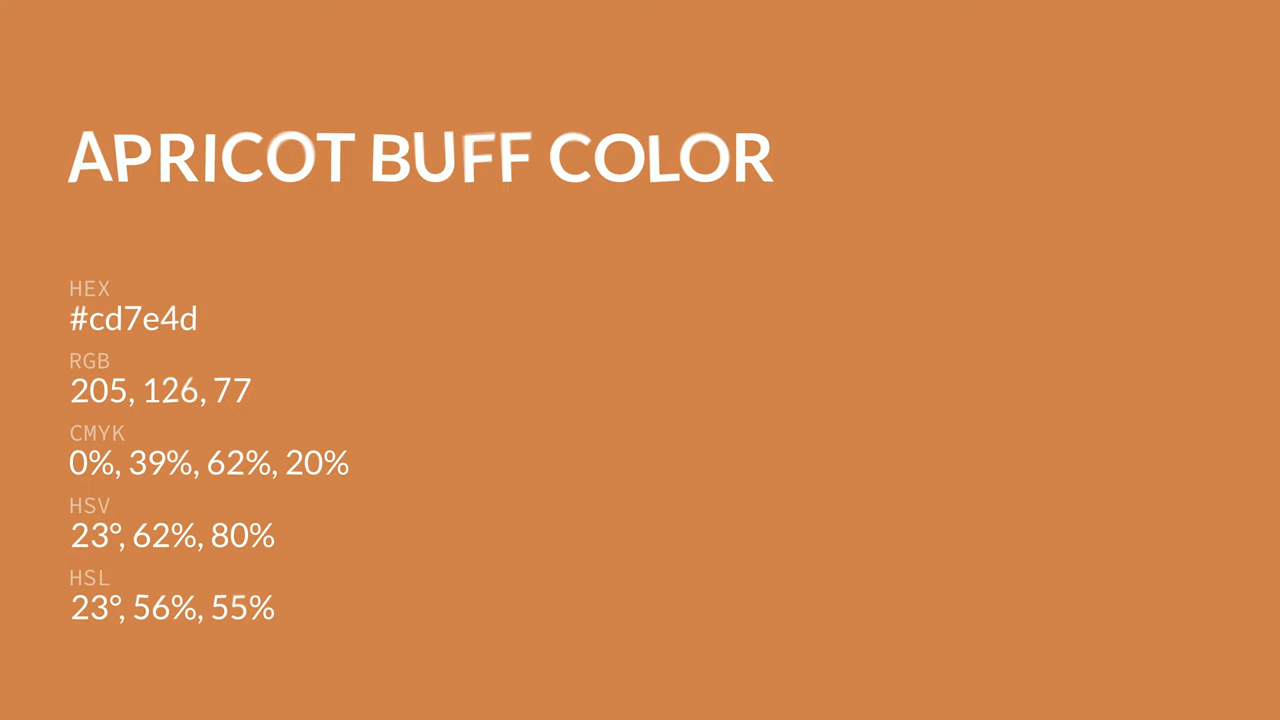 APRICOT BUFF COLOR
HEX
#cd7e4d
RGB
205, 126, 77
CMYK
0%, 39%, 62%, 20%
HSV
23°, 62%, 80%
HSL
23°, 56%, 55%